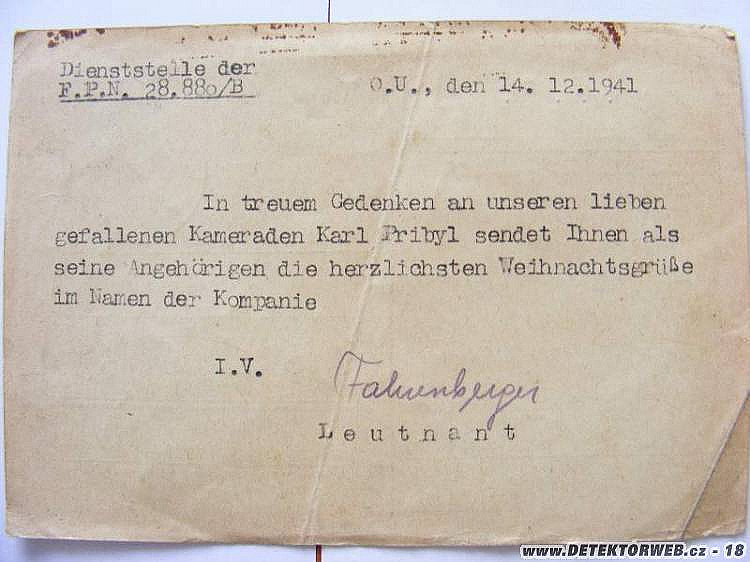 Dienststelle der
F.P.N. 28.880/B
O.U., den 14. 12.1941
In treuem Gedenken an unseren lieben
gefallenen Kameraden Karl Pribyl sendet Ihnen als
seine Angehörigen die herzlichsten Weihnachtsgrüße
im Namen der Kompanie
I.V.
Fahrenberger
Leutnant
www.DETEKTORWEB.cz - 18